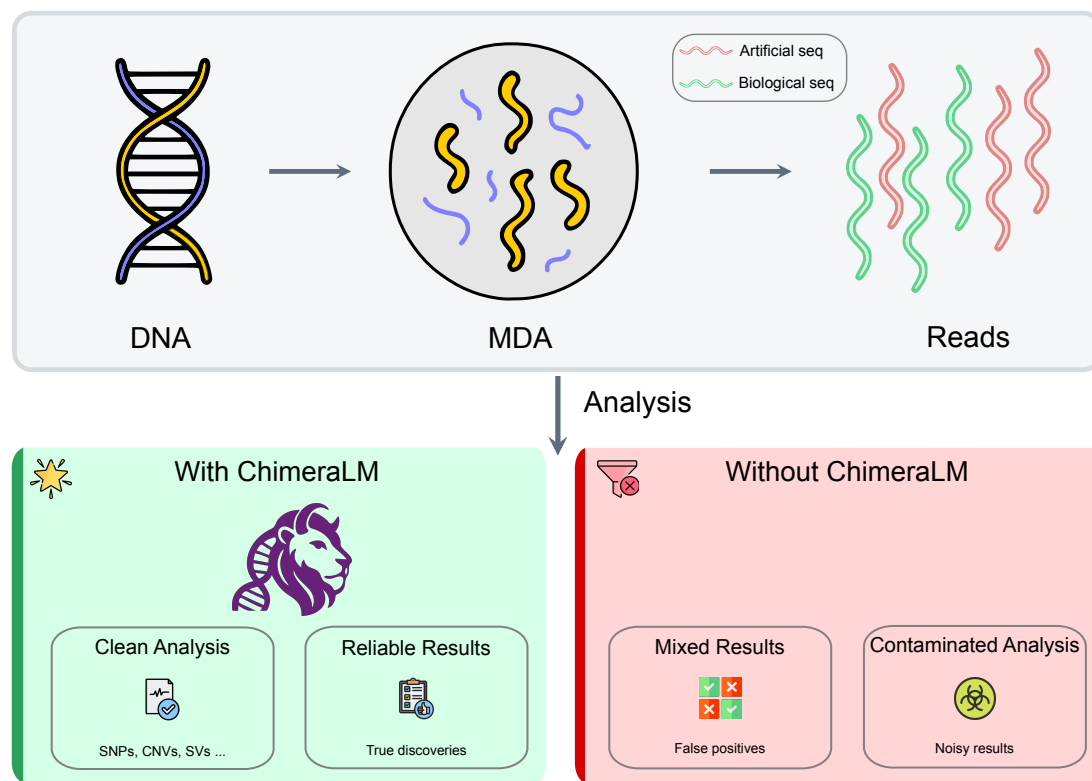 Artificial seq
Biological seq
DNA
MDA
Reads
Analysis
With ChimeraLM
Clean Analysis
SNPs, CNVs, SVs ...
Reliable Results
True discoveries
Without ChimeraLM
Mixed Results
False positives
Contaminated Analysis
Noisy results